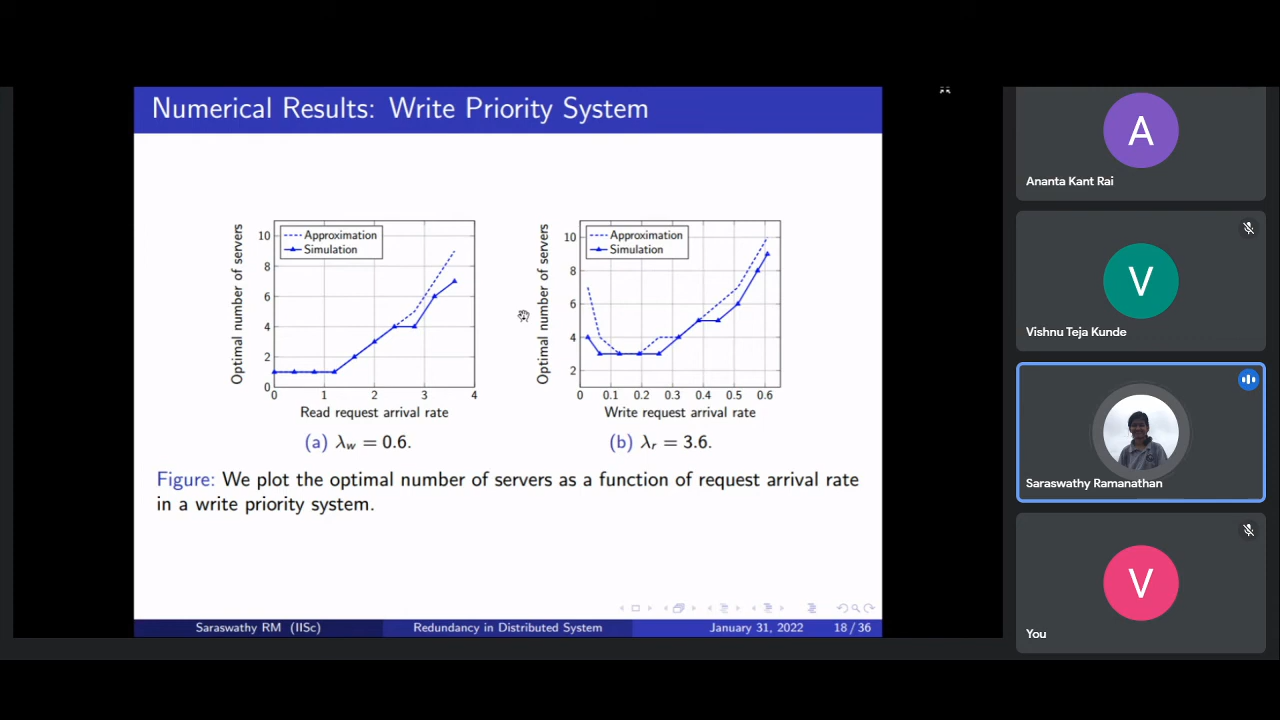 Numerical Results: Write Priority System
Optimal number of servers
10
8
6
4
2
0
Approximation
Simulation
0 1 2 3 4
Read request arrival rate
(a) λw = 0.6.
Optimal number of servers
10
8
6
4
2
Approximation
Simulation
0 0.1 0.2 0.3 0.4 0.5 0.6
Write request arrival rate
(b) λr = 3.6.
Figure: We plot the optimal number of servers as a function of request arrival rate
in a write priority system.
Saraswathy RM (IISc) Redundancy in Distributed System January 31, 2022 18 / 36
A
Ananta Kant Rai
V
Vishnu Teja Kunde
Saraswathy Ramanathan
V
You